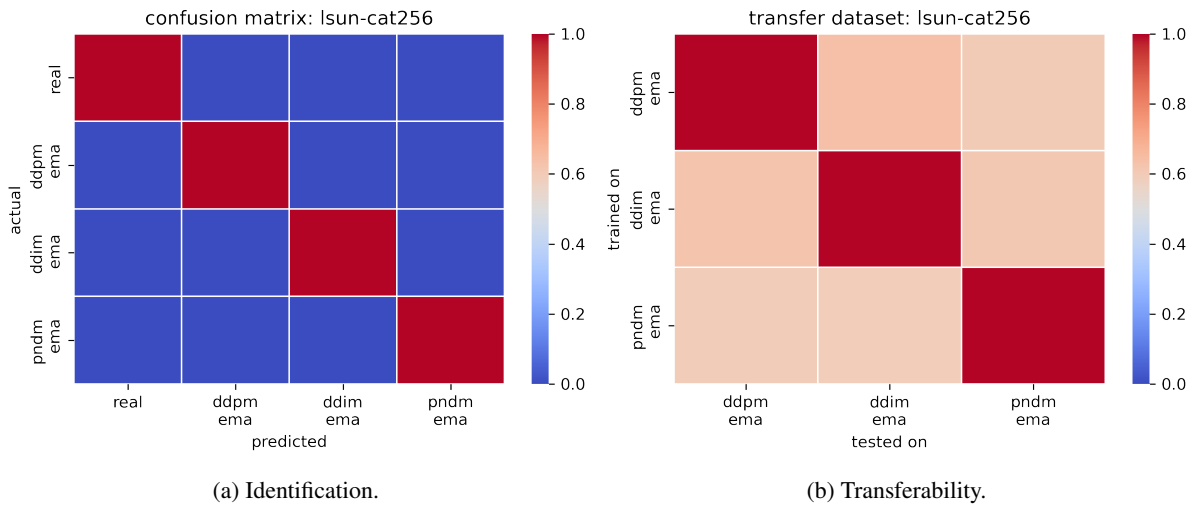 confusion matrix: lsun-cat256
actual
real
ddpm
ema
ddim
ema
pndm
ema
real
ddpm
ema
ddim
ema
pndm
ema
predicted
1.0
0.8
0.6
0.4
0.2
0.0
(a) Identification.
transfer dataset: lsun-cat256
trained on
ddpm
ema
ddim
ema
pndm
ema
ddpm
ema
ddim
ema
pndm
ema
tested on
1.0
0.8
0.6
0.4
0.2
0.0
(b) Transferability.